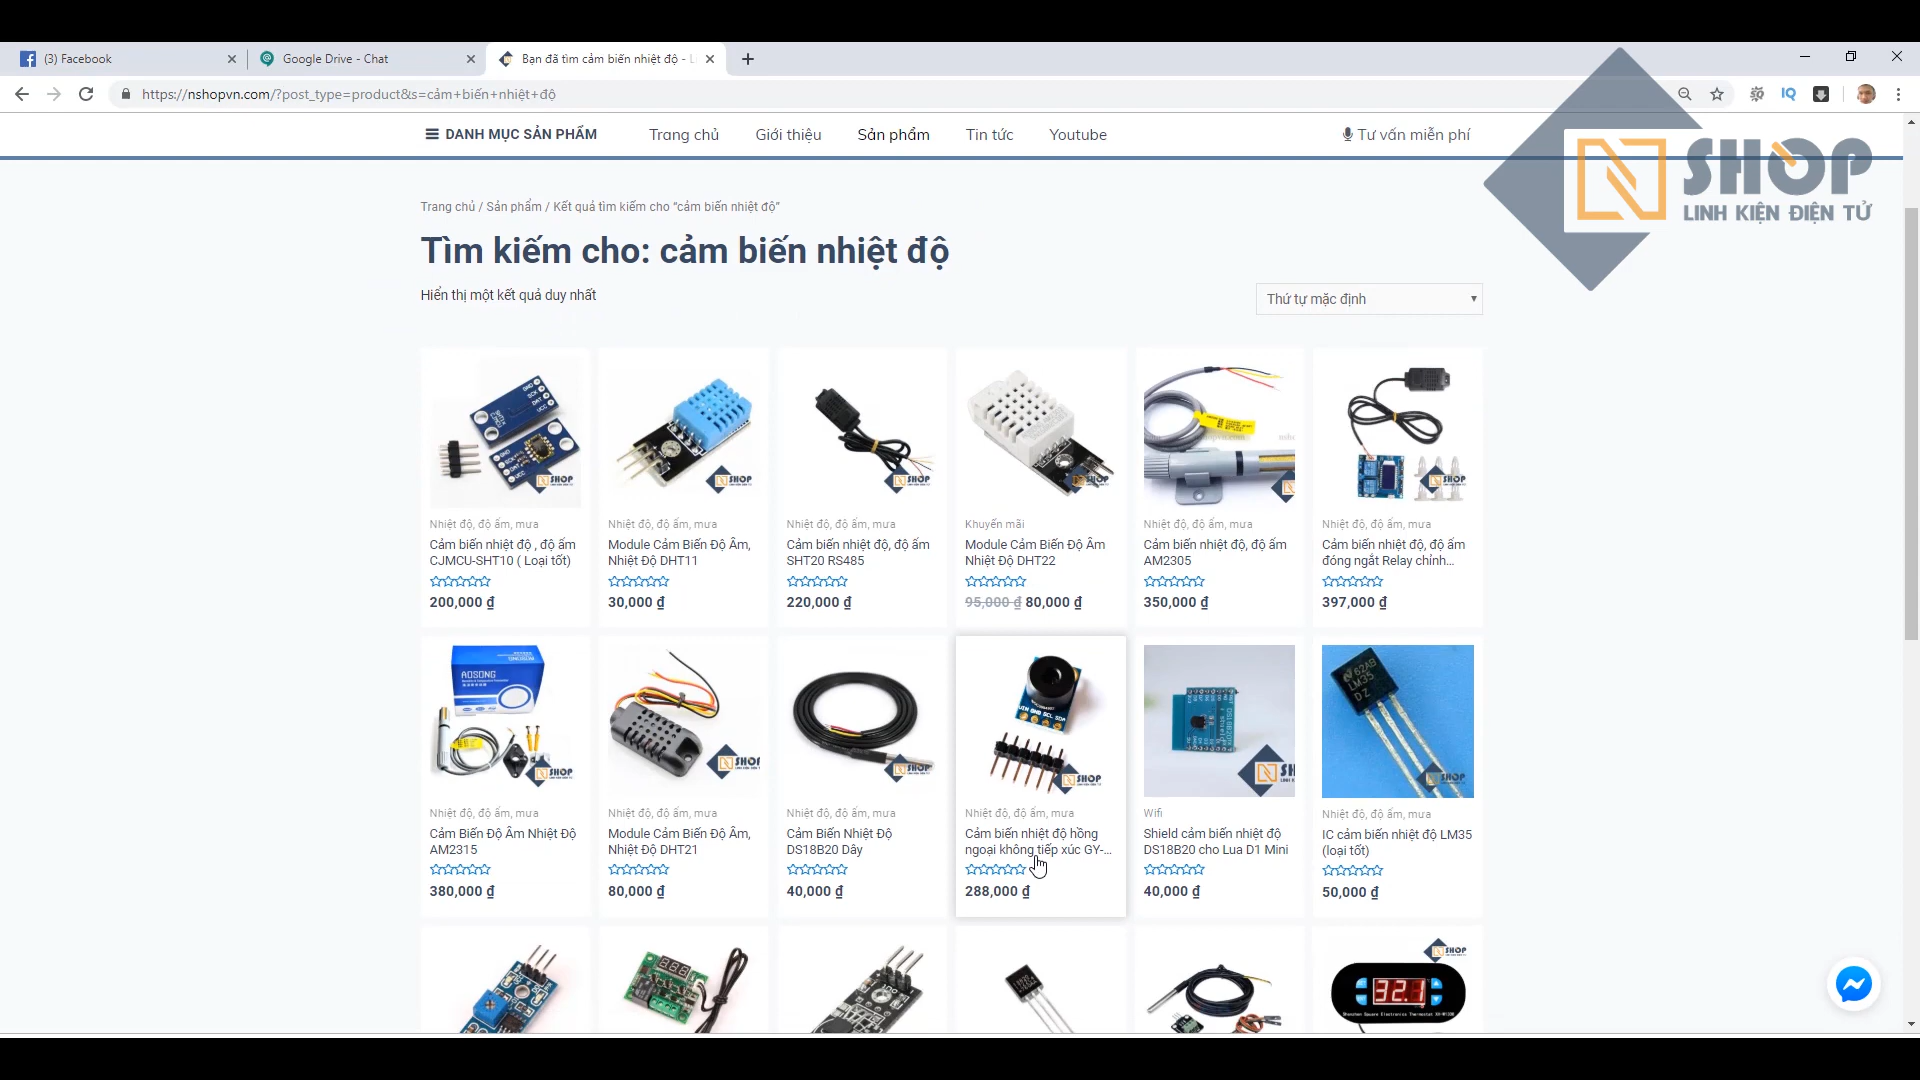 (3) Facebook
Google Drive - Chat
Bạn đã tìm cảm biến nhiệt độ - L
https://nshopvn.com/?post_type=product&s=cảm+biến+nhiệt+độ
DANH MỤC SẢN PHẨM
Trang chủ
Giới thiệu
Sản phẩm
Tin tức
Youtube
Tư vấn miễn phí
N SHOP
LINH KIỆN ĐIỆN TỬ
Trang chủ / Sản phẩm / Kết quả tìm kiếm cho “cảm biến nhiệt độ”
Tìm kiếm cho: cảm biến nhiệt độ
Hiển thị một kết quả duy nhất
Thứ tự mặc định
Nhiệt độ, độ ẩm, mưa
Cảm biến nhiệt độ , độ ẩm
CJMCU-SHT10 ( Loại tốt)
200,000 ₫
Nhiệt độ, độ ẩm, mưa
Module Cảm Biến Độ Ẩm,
Nhiệt Độ DHT11
30,000 ₫
Nhiệt độ, độ ẩm, mưa
Cảm biến nhiệt độ, độ ẩm
SHT20 RS485
220,000 ₫
Khuyến mãi
Module Cảm Biến Độ Ẩm
Nhiệt Độ DHT22
95,000 ₫ 80,000 ₫
Nhiệt độ, độ ẩm, mưa
Cảm biến nhiệt độ, độ ẩm
AM2305
350,000 ₫
Nhiệt độ, độ ẩm, mưa
Cảm biến nhiệt độ, độ ẩm
đóng ngắt Relay chỉnh...
397,000 ₫
AOSONG
Nhiệt độ, độ ẩm, mưa
Cảm Biến Độ Ẩm Nhiệt Độ
AM2315
380,000 ₫
Nhiệt độ, độ ẩm, mưa
Module Cảm Biến Độ Ẩm,
Nhiệt Độ DHT21
80,000 ₫
Nhiệt độ, độ ẩm, mưa
Cảm Biến Nhiệt Độ
DS18B20 Dây
40,000 ₫
VIN GND SCL SDA
Nhiệt độ, độ ẩm, mưa
Cảm biến nhiệt độ hồng
ngoại không tiếp xúc GY-...
288,000 ₫
Wifi
Shield cảm biến nhiệt độ
DS18B20 cho Lua D1 Mini
40,000 ₫
62AB
LM35
DZ
Nhiệt độ, độ ẩm, mưa
IC cảm biến nhiệt độ LM35
(loại tốt)
50,000 ₫
32.1